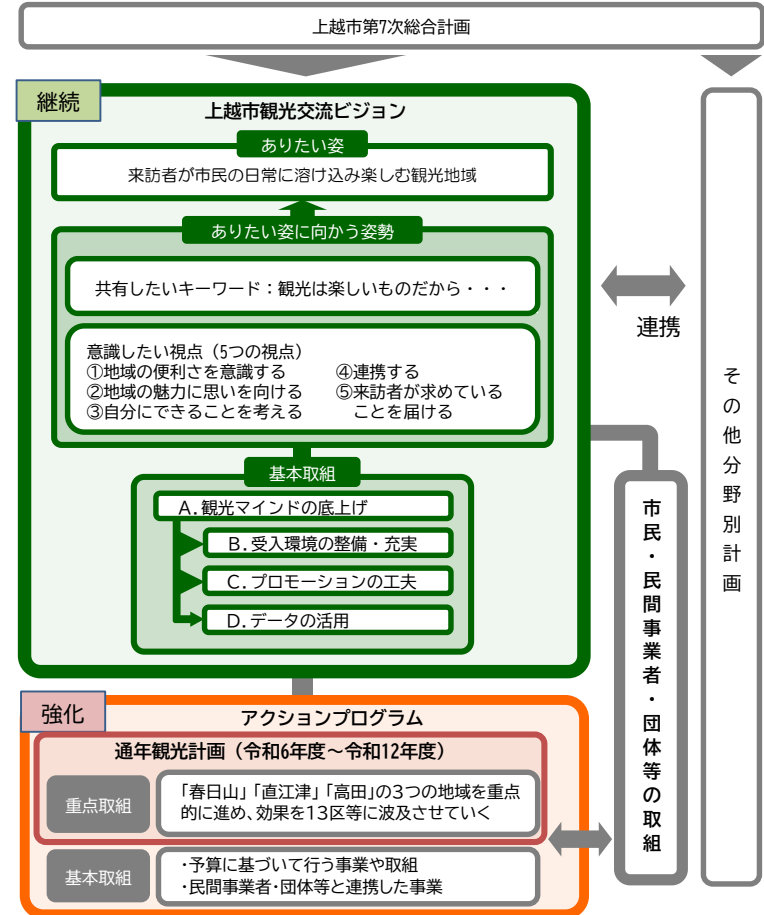 上越市第7次総合計画
継続
上越市観光交流ビジョン
ありたい姿
来訪者が市民の日常に溶け込み楽しむ観光地域
ありたい姿に向かう姿勢
共有したいキーワード：観光は楽しいものだから・・・
意識したい視点（5つの視点）
①地域の便利さを意識する
②地域の魅力に思いを向ける
③自分にできることを考える
④連携する
⑤来訪者が求めている
ことを届ける
基本取組
A.観光マインドの底上げ
B.受入環境の整備・充実
C.プロモーションの工夫
D.データの活用
連携
その他分野別計画
市民・民間事業者・団体等の取組
強化
アクションプログラム
通年観光計画（令和6年度～令和12年度）
重点取組
「春日山」「直江津」「高田」の3つの地域を重点
的に進め、効果を13区等に波及させていく
基本取組
・予算に基づいて行う事業や取組
・民間事業者・団体等と連携した事業